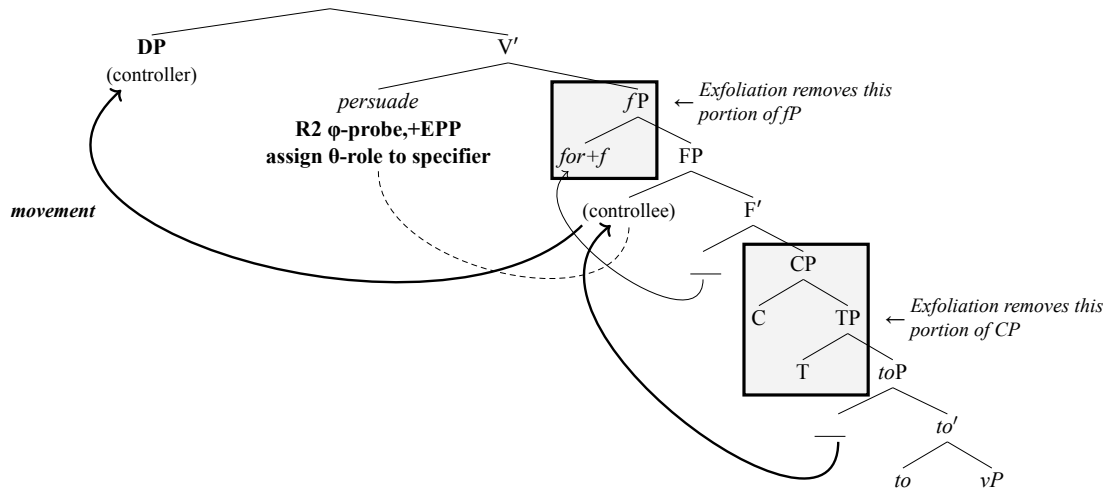 DP
(controller)
V′
persuade
R2 φ-probe,+EPP
assign θ-role to specifier
fP
← Exfoliation removes this
portion of fP
for+f
FP
movement
(controllee)
F′
CP
C
TP
← Exfoliation removes this
portion of CP
T
toP
to′
to
vP